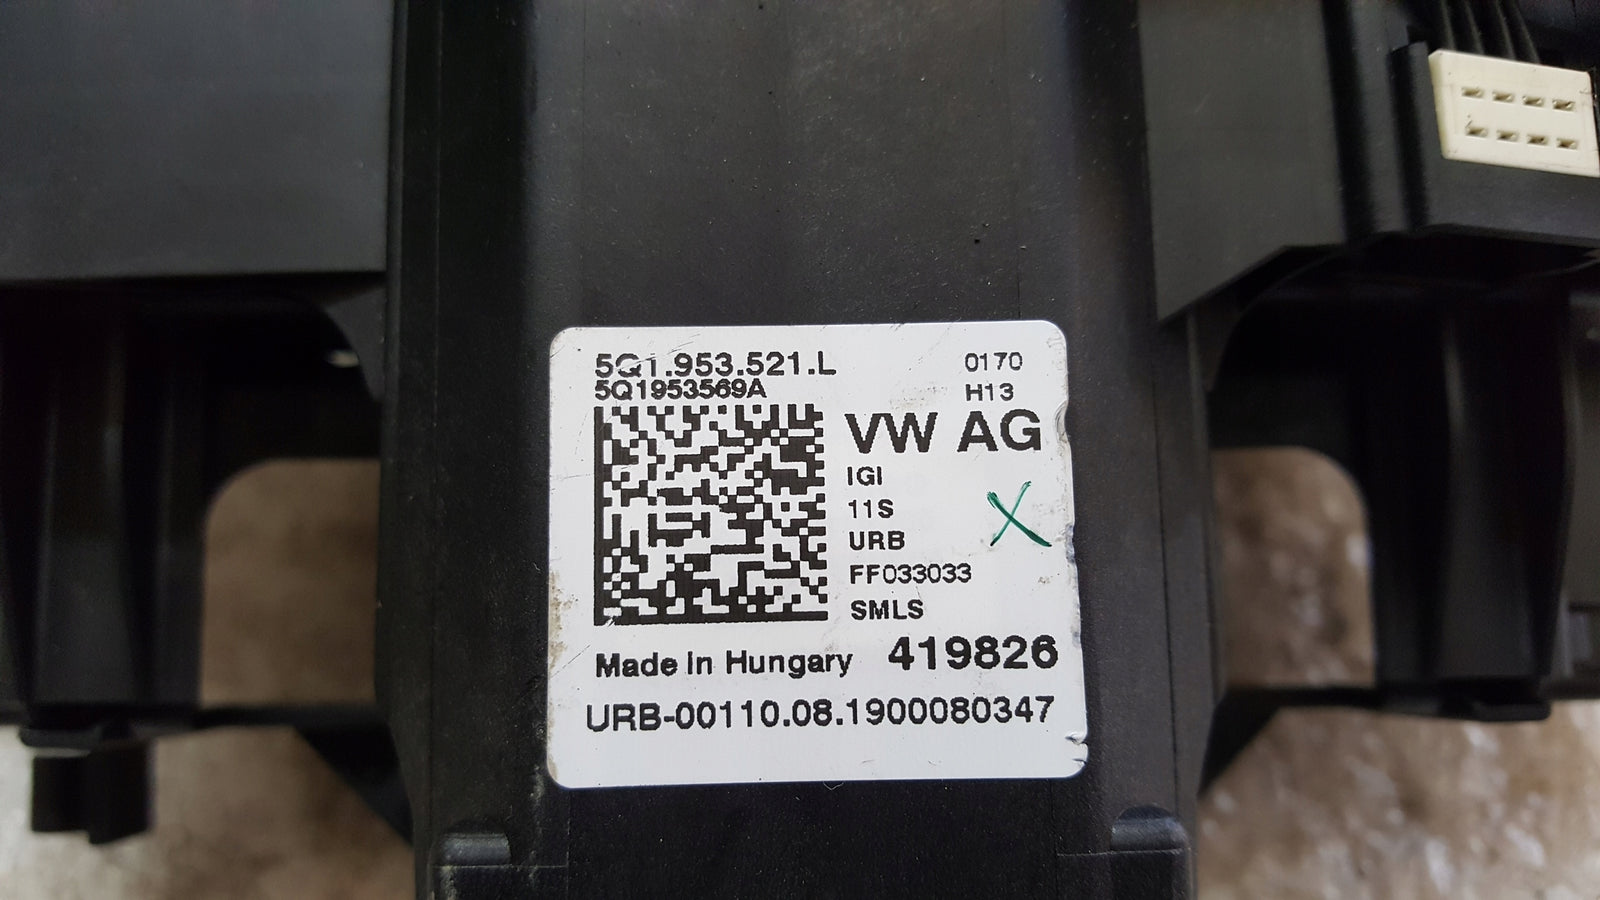 5Q1.953.521.L 0170
5Q1953569A H13
VW AG
IGI
11S
URB
FF033033
SMLS
Made In Hungary 419826
URB-00110.08.1900080347